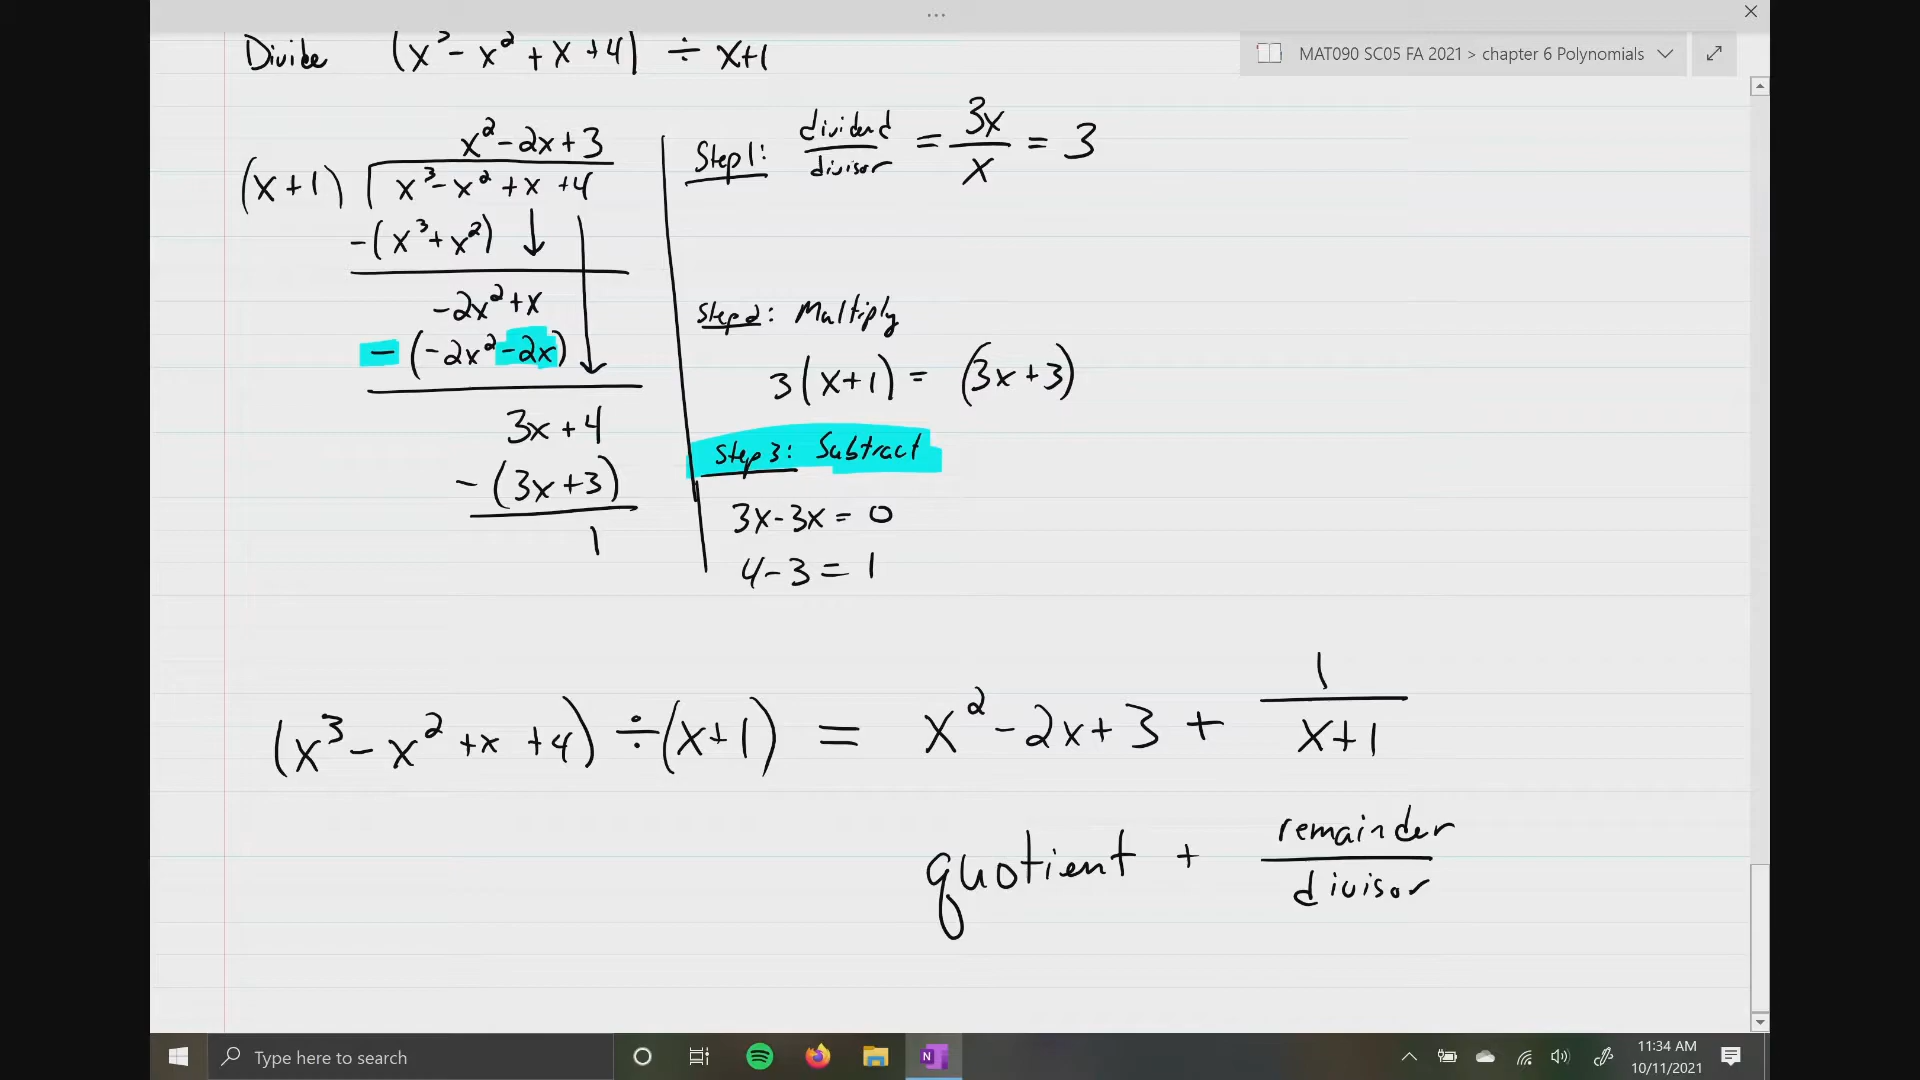 ...
Divide (x³ - x² + x + 4) ÷ x+1
MAT090 SC05 FA 2021 > chapter 6 Polynomials
x² - 2x + 3
(x + 1) x³ - x² + x + 4
-(x³ + x²)
-2x² + x
- (-2x² - 2x)
3x + 4
- (3x + 3)
1
Step 1: dividend/divisor = 3x/x = 3
Step 2: Multiply
3(x+1) = (3x + 3)
Step 3: Subtract
3x - 3x = 0
4 - 3 = 1
(x³ - x² + x + 4) ÷ (x+1) = x² - 2x + 3 + 1/x+1
quotient + remainder/divisor
Type here to search
N
11:34 AM
10/11/2021